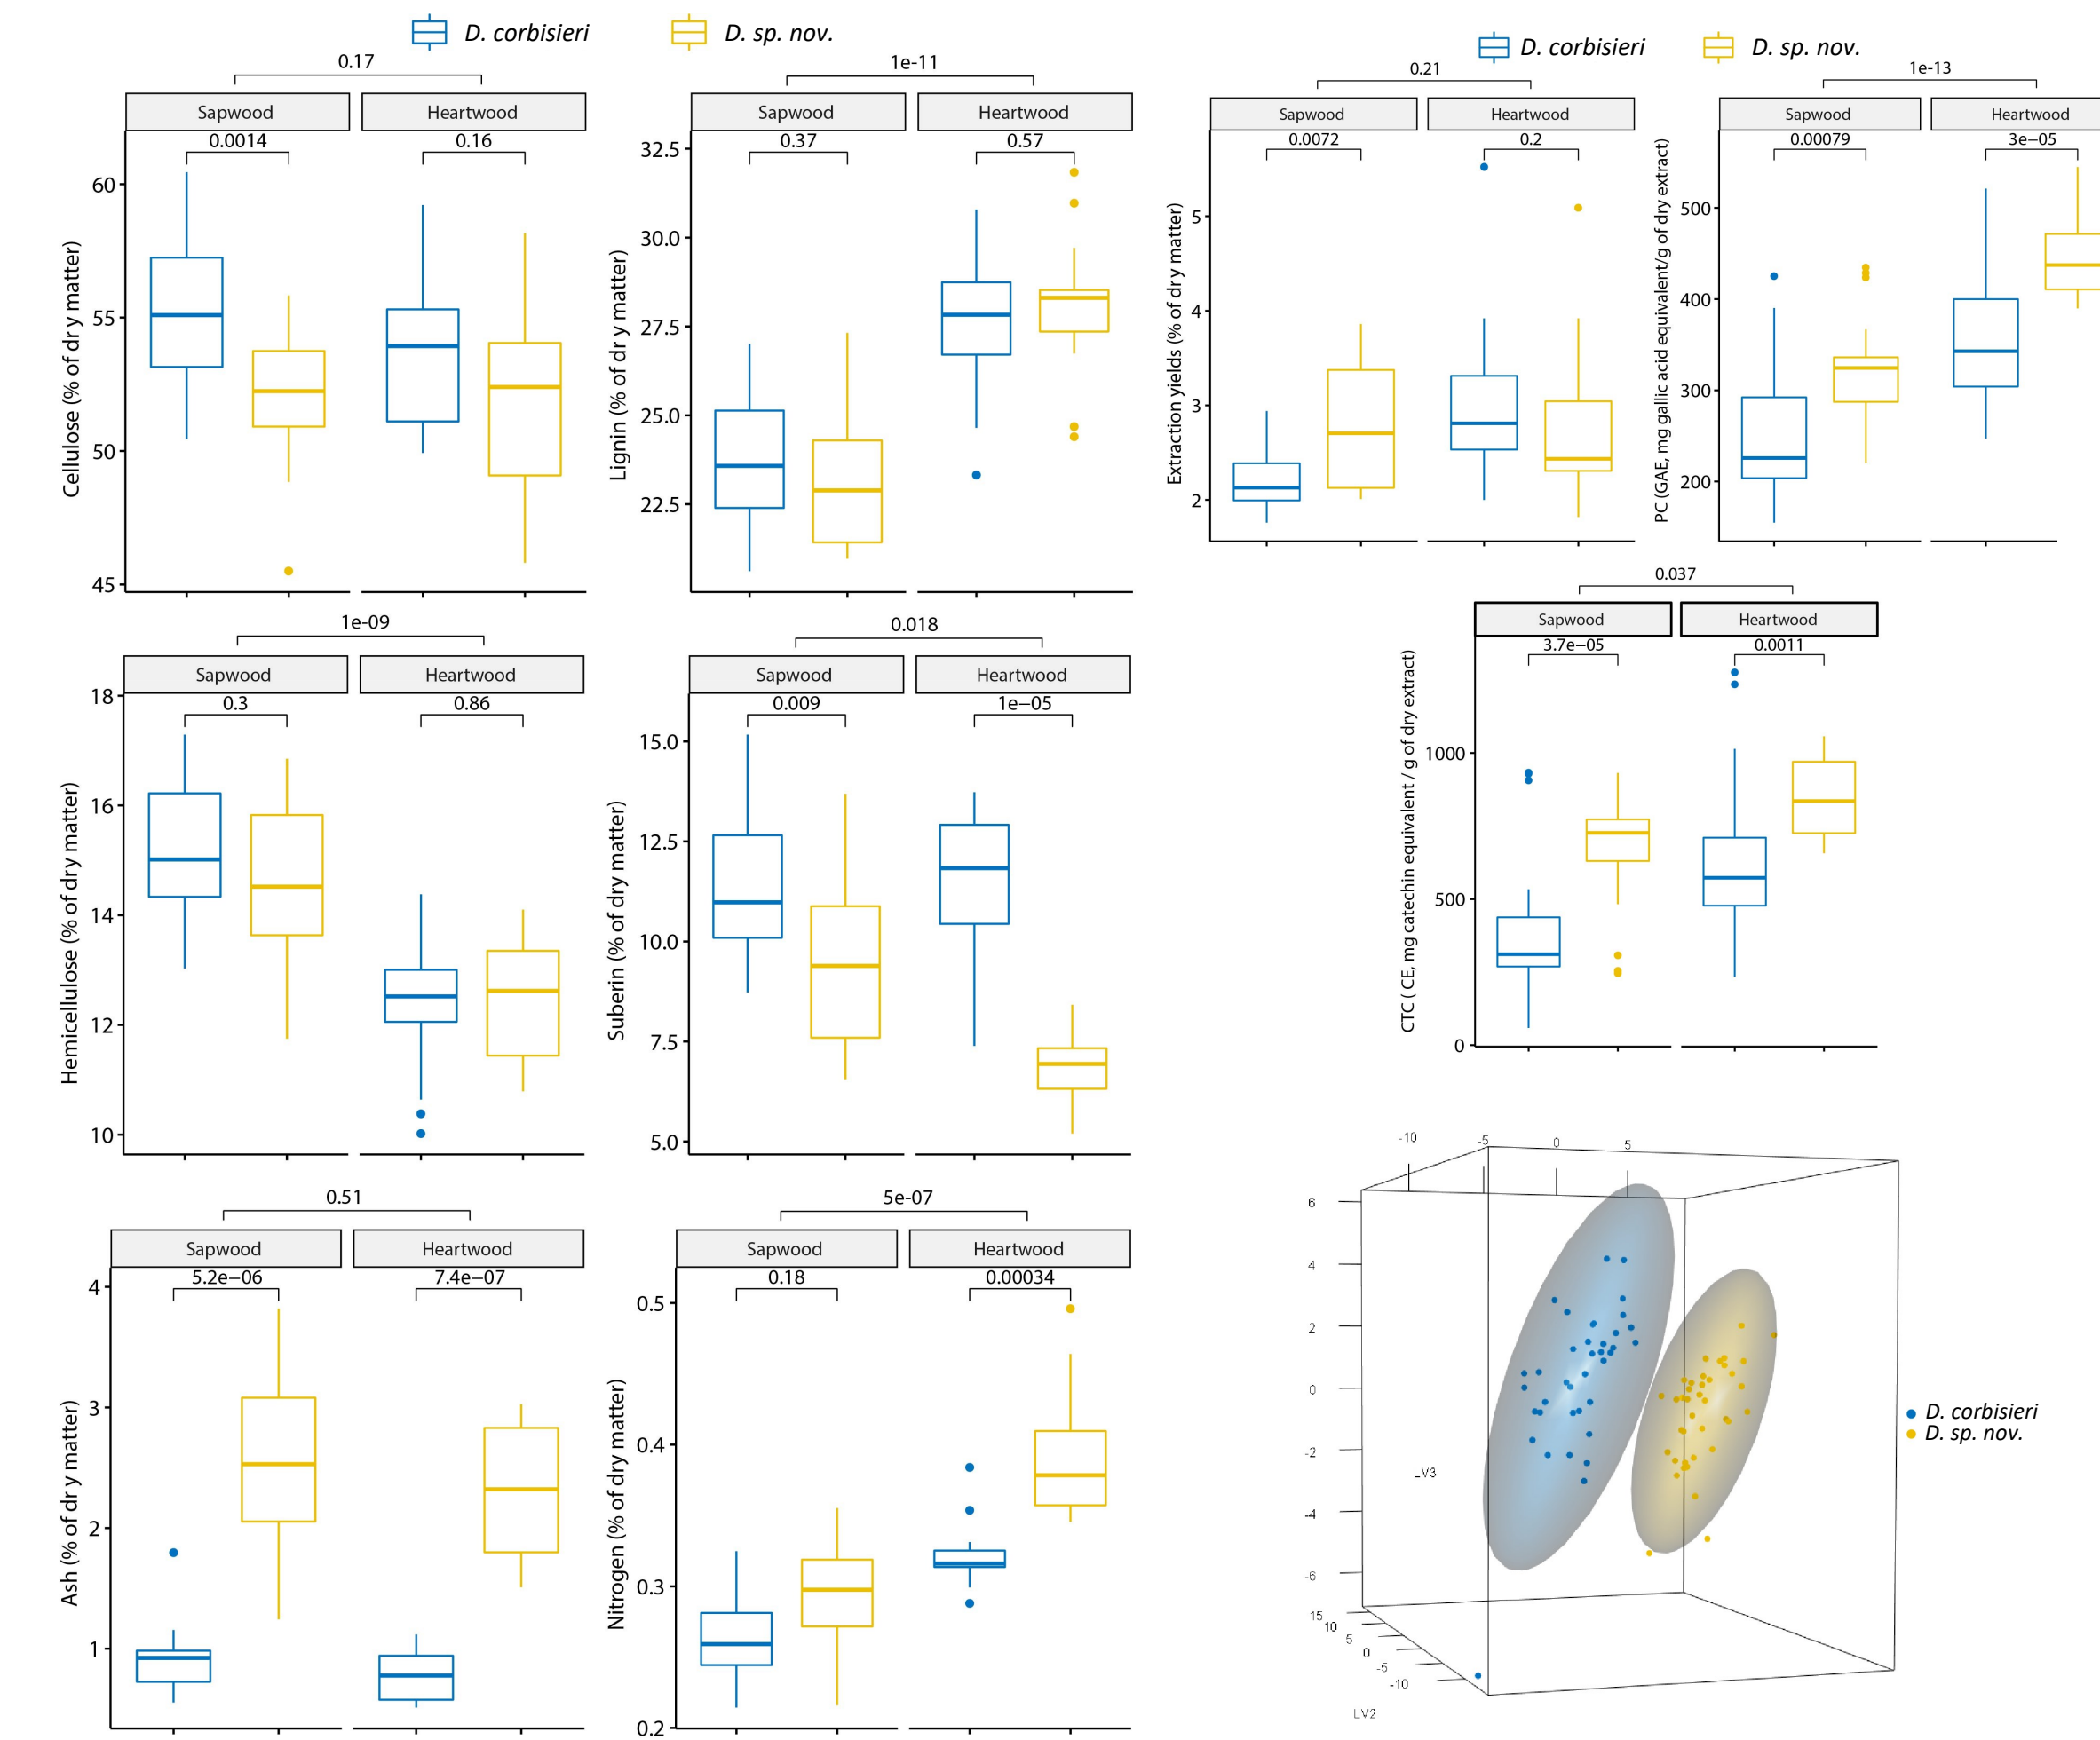 D. corbisieri
D. sp. nov.
0.17
Sapwood
Heartwood
0.0014
0.16
Cellulose (% of dry matter)
60
55
50
45
1e-11
Sapwood
Heartwood
0.37
0.57
Lignin (% of dr y matter)
32.5
30.0
27.5
25.0
22.5
D. corbisieri
D. sp. nov.
0.21
Sapwood
Heartwood
0.0072
0.2
Extraction yields (% of dry matter)
5
4
3
2
1e-13
Sapwood
Heartwood
0.00079
3e−05
PC (GAE, mg gallic acid equivalent/g of dry extract)
500
400
300
200
1e-09
Sapwood
Heartwood
0.3
0.86
Hemicellulose (% of dry matter)
18
16
14
12
10
0.018
Sapwood
Heartwood
0.009
1e−05
Suberin (% of dry matter)
15.0
12.5
10.0
7.5
5.0
0.037
Sapwood
Heartwood
3.7e−05
0.0011
CTC ( CE, mg catechin equivalent / g of dry extract)
1000
500
0
0.51
Sapwood
Heartwood
5.2e−06
7.4e−07
Ash (% of dr y matter)
4
3
2
1
5e-07
Sapwood
Heartwood
0.18
0.00034
Nitrogen (% of dry matter)
0.5
0.4
0.3
0.2
-10
-5
0
5
6
4
2
0
-2
-4
-6
LV3
15
10
5
0
-5
-10
LV2
D. corbisieri
D. sp. nov.